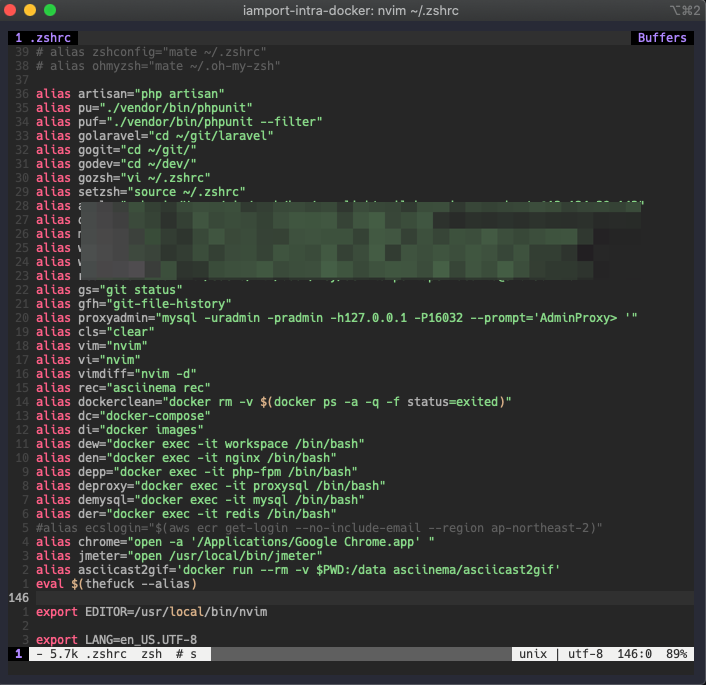 iamport-intra-docker: nvim ~/.zshrc ⌥⌘2
1 .zshrc Buffers
39 # alias zshconfig="mate ~/.zshrc"
38 # alias ohmyzsh="mate ~/.oh-my-zsh"
37
36 alias artisan="php artisan"
35 alias pu="./vendor/bin/phpunit"
34 alias puf="./vendor/bin/phpunit --filter"
33 alias golaravel="cd ~/git/laravel"
32 alias gogit="cd ~/git/"
31 alias godev="cd ~/dev/"
30 alias gozsh="vi ~/.zshrc"
29 alias setzsh="source ~/.zshrc"
28 alias
27 alias
26 alias
25 alias
24 alias
23 alias
22 alias gs="git status"
21 alias gfh="git-file-history"
20 alias proxyadmin="mysql -uradmin -pradmin -h127.0.0.1 -P16032 --prompt='AdminProxy> '"
19 alias cls="clear"
18 alias vim="nvim"
17 alias vi="nvim"
16 alias vimdiff="nvim -d"
15 alias rec="asciinema rec"
14 alias dockerclean="docker rm -v $(docker ps -a -q -f status=exited)"
13 alias dc="docker-compose"
12 alias di="docker images"
11 alias dew="docker exec -it workspace /bin/bash"
10 alias den="docker exec -it nginx /bin/bash"
9 alias depp="docker exec -it php-fpm /bin/bash"
8 alias deproxy="docker exec -it proxysql /bin/bash"
7 alias demysql="docker exec -it mysql /bin/bash"
6 alias der="docker exec -it redis /bin/bash"
5 #alias ecslogin="$(aws ecr get-login --no-include-email --region ap-northeast-2)"
4 alias chrome="open -a '/Applications/Google Chrome.app' "
3 alias jmeter="open /usr/local/bin/jmeter"
2 alias asciicast2gif='docker run --rm -v $PWD:/data asciinema/asciicast2gif'
1 eval $(thefuck --alias)
146
1 export EDITOR=/usr/local/bin/nvim
2
3 export LANG=en_US.UTF-8
1 - 5.7k .zshrc zsh # s unix | utf-8 146:0 89%